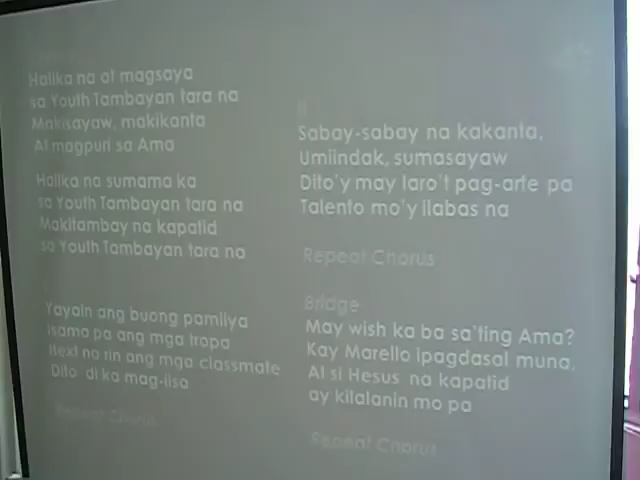 Halika na at magsaya
sa Youth Tambayan tara na
Makisayaw, makikanta
At magpuri sa Ama
Halika na sumama ka
sa Youth Tambayan tara na
Makitambay na kapatid
sa Youth Tambayan tara na
Yayain ang buong pamilya
Isama pa ang mga tropa
Itext na rin ang mga classmate
Dito di ka mag-iisa
Repeat Chorus
II
Sabay-sabay na kakanta,
Umiindak, sumasayaw
Dito'y may laro't pag-arte pa
Talento mo'y ilabas na
Repeat Chorus
Bridge
May wish ka ba sa'ting Ama?
Kay Marello ipagdasal muna,
At si Hesus na kapatid
ay kilalanin mo pa
Repeat Chorus